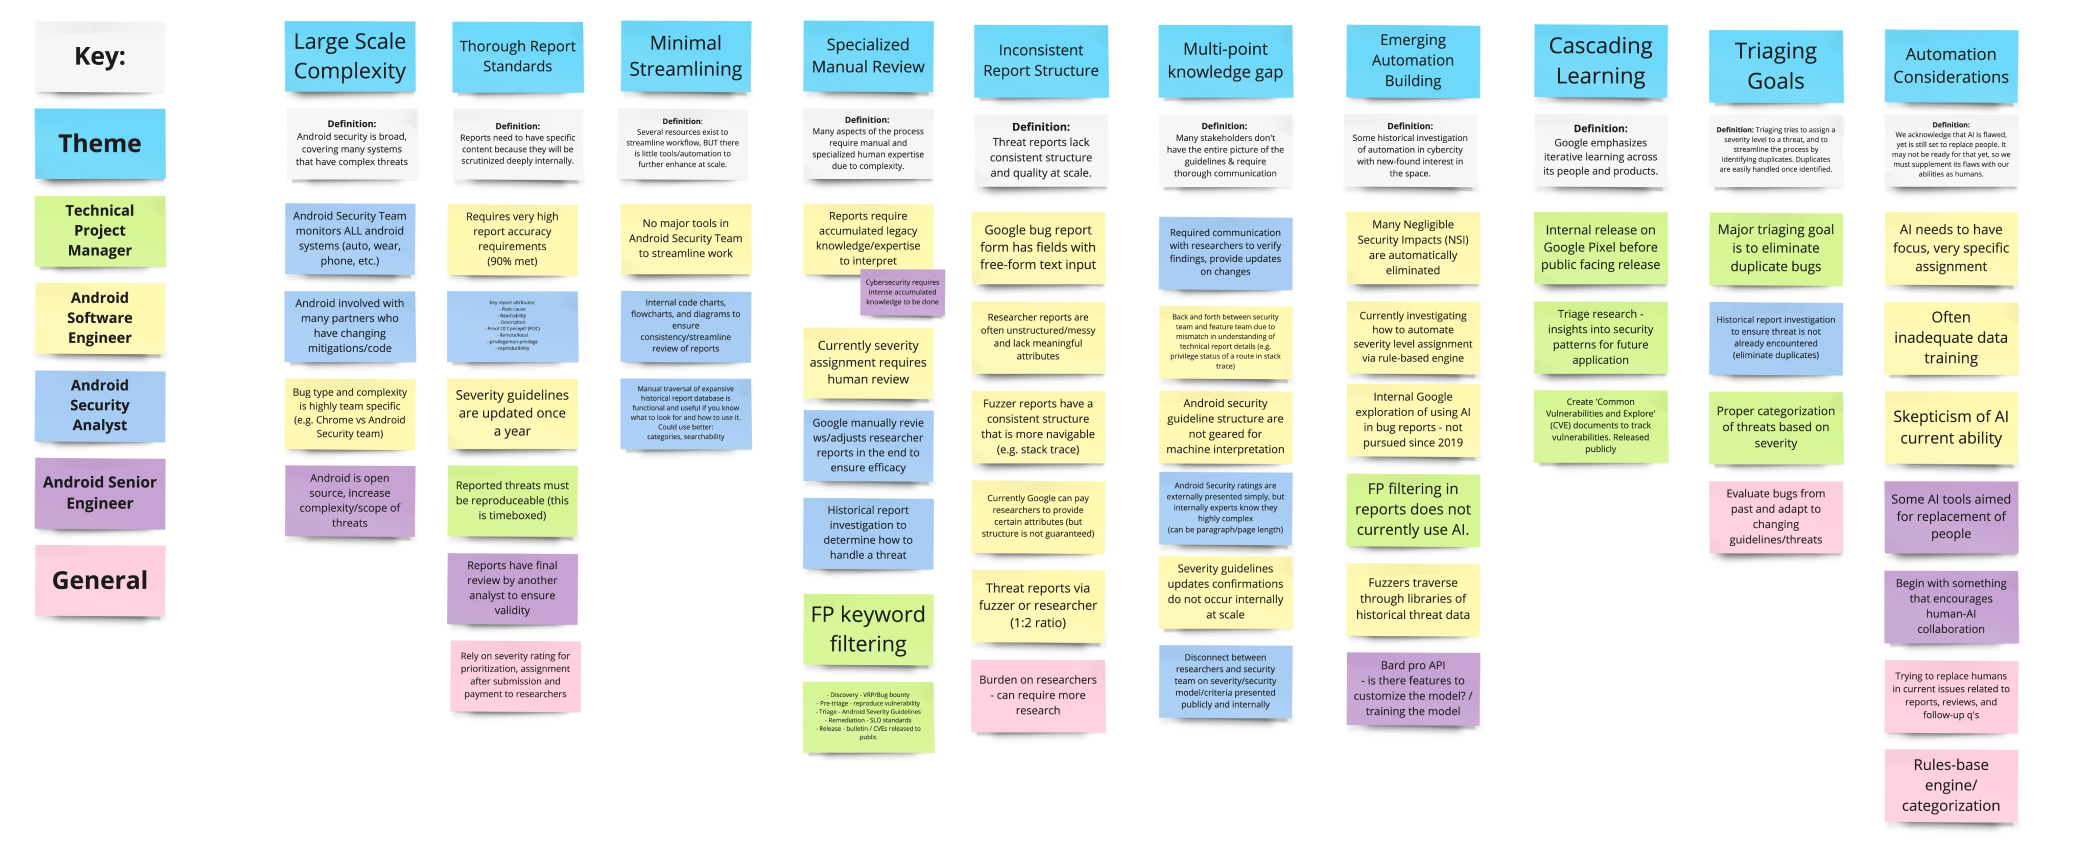 Key:
Theme
Technical
Project
Manager
Android
Software
Engineer
Android
Security
Analyst
Android Senior
Engineer
General
Large Scale
Complexity
Definition:
Android security is broad,
covering many systems
that have complex threats
Android Security Team
monitors ALL android
systems (auto, wear,
phone, etc.)
Android involved with
many partners who
have changing
mitigations/code
Bug type and complexity
is highly team specific
(e.g. Chrome vs Android
Security team)
Android is open
source, increase
complexity/scope of
threats
Thorough Report
Standards
Definition:
Reports need to have specific
content because they will be
scrutinized deeply internally.
Requires very high
report accuracy
requirements
(90% met)
Key report attributes:
- Root cause
- Reachability
- Description
- Proof Of Concept? (POC)
- Remote/local
- privilege/non-privilege
- reproducibility
Severity guidelines
are updated once
a year
Reported threats must
be reproduceable (this
is timeboxed)
Reports have final
review by another
analyst to ensure
validity
Rely on severity rating for
prioritization, assignment
after submission and
payment to researchers
Minimal
Streamlining
Definition:
Several resources exist to
streamline workflow, BUT there
is little tools/automation to
further enhance at scale.
No major tools in
Android Security Team
to streamline work
Internal code charts,
flowcharts, and diagrams to
ensure
consistency/streamline
review of reports
Manual traversal of expansive
historical report database is
functional and useful if you know
what to look for and how to use it.
Could use better:
categories, searchability
Specialized
Manual Review
Definition:
Many aspects of the process
require manual and
specialized human expertise
due to complexity.
Reports require
accumulated legacy
knowledge/expertise
to interpret
Cybersecurity requires
intense accumulated
knowledge to be done
Currently severity
assignment requires
human review
Google manually revie
ws/adjusts researcher
reports in the end to
ensure efficacy
Historical report
investigation to
determine how to
handle a threat
FP keyword
filtering
- Discovery - VRP/Bug bounty
- Pre-triage - reproduce vulnerability
- Triage - Android Severity Guidelines
- Remediation - SLO standards
- Release - bulletin / CVEs released to
public
Inconsistent
Report Structure
Definition:
Threat reports lack
consistent structure
and quality at scale.
Google bug report
form has fields with
free-form text input
Researcher reports are
often unstructured/messy
and lack meaningful
attributes
Fuzzer reports have a
consistent structure
that is more navigable
(e.g. stack trace)
Currently Google can pay
researchers to provide
certain attributes (but
structure is not guaranteed)
Threat reports via
fuzzer or researcher
(1:2 ratio)
Burden on researchers
- can require more
research
Multi-point
knowledge gap
Definition:
Many stakeholders don't
have the entire picture of the
guidelines & require
thorough communication
Required communication
with researchers to verify
findings, provide updates
on changes
Back and forth between security
team and feature team due to
mismatch in understanding of
technical report details (e.g.
privilege status of a route in stack
trace)
Android security
guideline structure are
not geared for
machine interpretation
Android Security ratings are
externally presented simply, but
internally experts know they
highly complex
(can be paragraph/page length)
Severity guidelines
updates confirmations
do not occur internally
at scale
Disconnect between
researchers and security
team on severity/security
model/criteria presented
publicly and internally
Emerging
Automation
Building
Definition:
Some historical investigation
of automation in cybercity
with new-found interest in
the space.
Many Negligible
Security Impacts (NSI)
are automatically
eliminated
Currently investigating
how to automate
severity level assignment
via rule-based engine
Internal Google
exploration of using AI
in bug reports - not
pursued since 2019
FP filtering in
reports does not
currently use AI.
Fuzzers traverse
through libraries of
historical threat data
Bard pro API
- is there features to
customize the model? /
training the model
Cascading
Learning
Definition:
Google emphasizes
iterative learning across
its people and products.
Internal release on
Google Pixel before
public facing release
Triage research -
insights into security
patterns for future
application
Create 'Common
Vulnerabilities and Explore'
(CVE) documents to track
vulnerabilities. Released
publicly
Triaging
Goals
Definition: Triaging tries to assign a
severity level to a threat, and to
streamline the process by
identifying duplicates. Duplicates
are easily handled once identified.
Major triaging goal
is to eliminate
duplicate bugs
Historical report investigation
to ensure threat is not
already encountered
(eliminate duplicates)
Proper categorization
of threats based on
severity
Evaluate bugs from
past and adapt to
changing
guidelines/threats
Automation
Considerations
Definition:
We acknowledge that AI is flawed,
yet is still set to replace people. It
may not be ready for that yet, so we
must supplement its flaws with our
abilities as humans.
AI needs to have
focus, very specific
assignment
Often
inadequate data
training
Skepticism of AI
current ability
Some AI tools aimed
for replacement of
people
Begin with something
that encourages
human-AI
collaboration
Trying to replace humans
in current issues related to
reports, reviews, and
follow-up q's
Rules-base
engine/
categorization